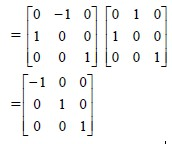 = [0 −1 0] [0 1 0]
[1 0 0] [1 0 0]
[0 0 1] [0 0 1]
= [−1 0 0]
[0 1 0]
[0 0 1]